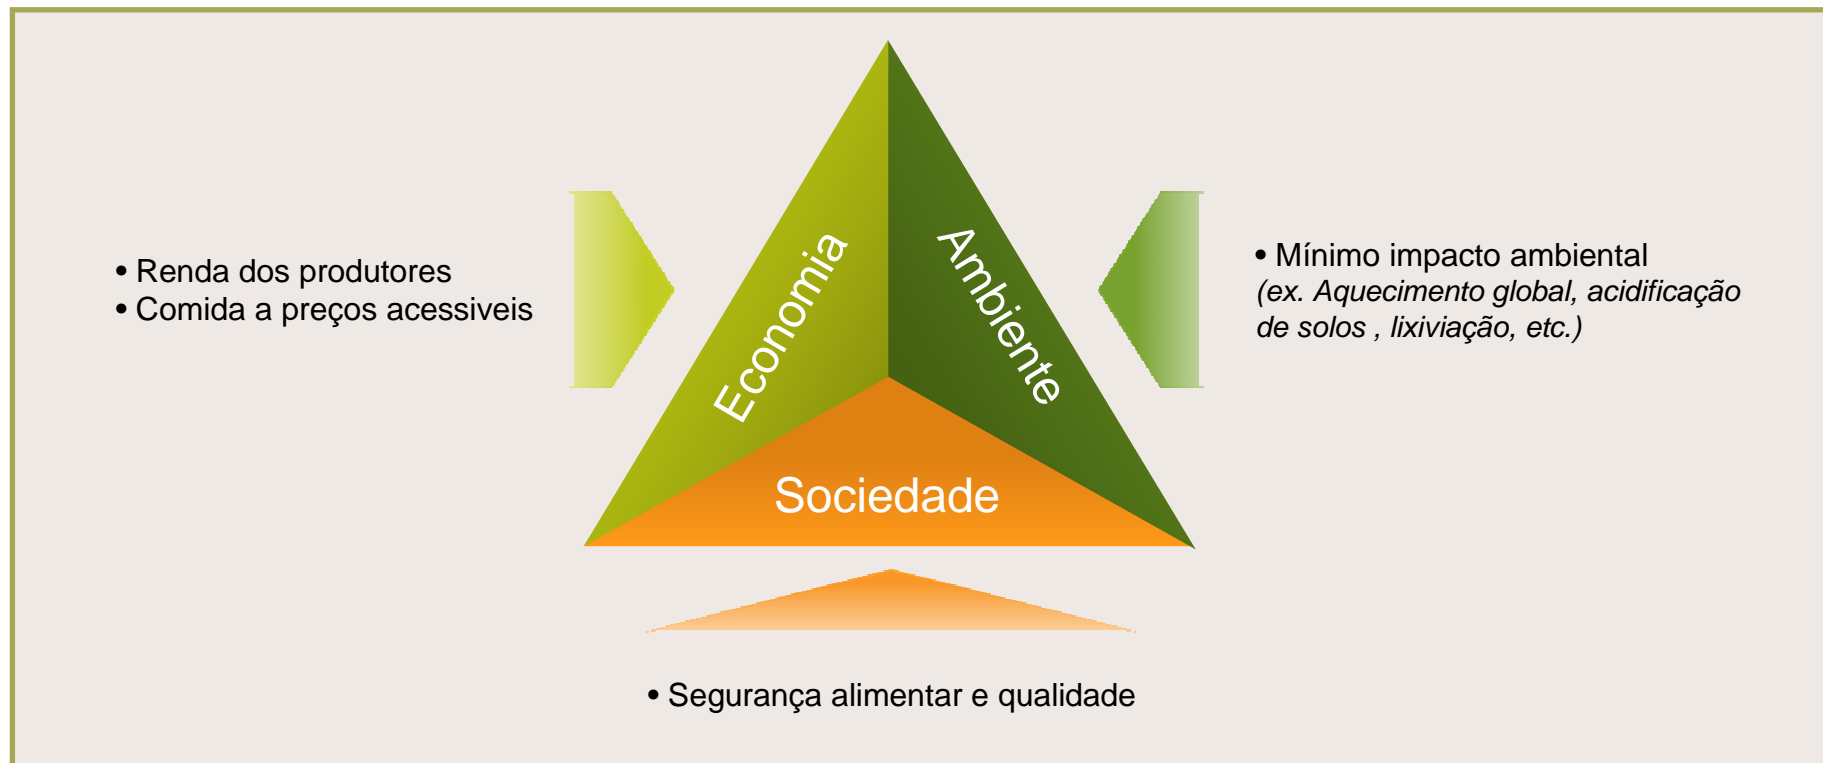 Economia
Ambiente
Sociedade
• Renda dos produtores
• Comida a preços acessiveis
• Mínimo impacto ambiental
(ex. Aquecimento global, acidificação
de solos , lixiviação, etc.)
• Segurança alimentar e qualidade